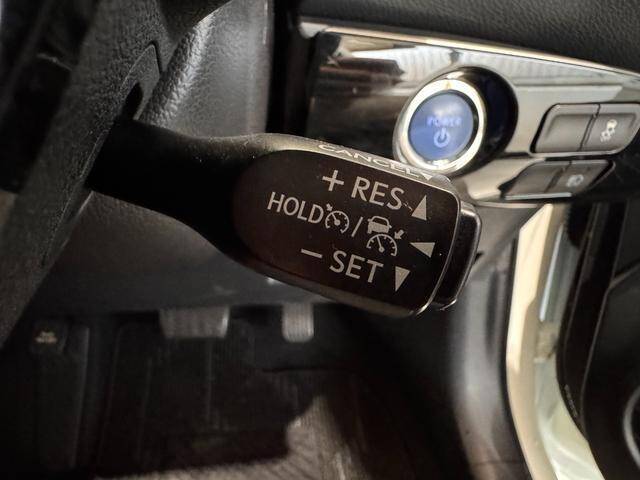 CANCEL
+ RES
HOLD /
− SET
POWER